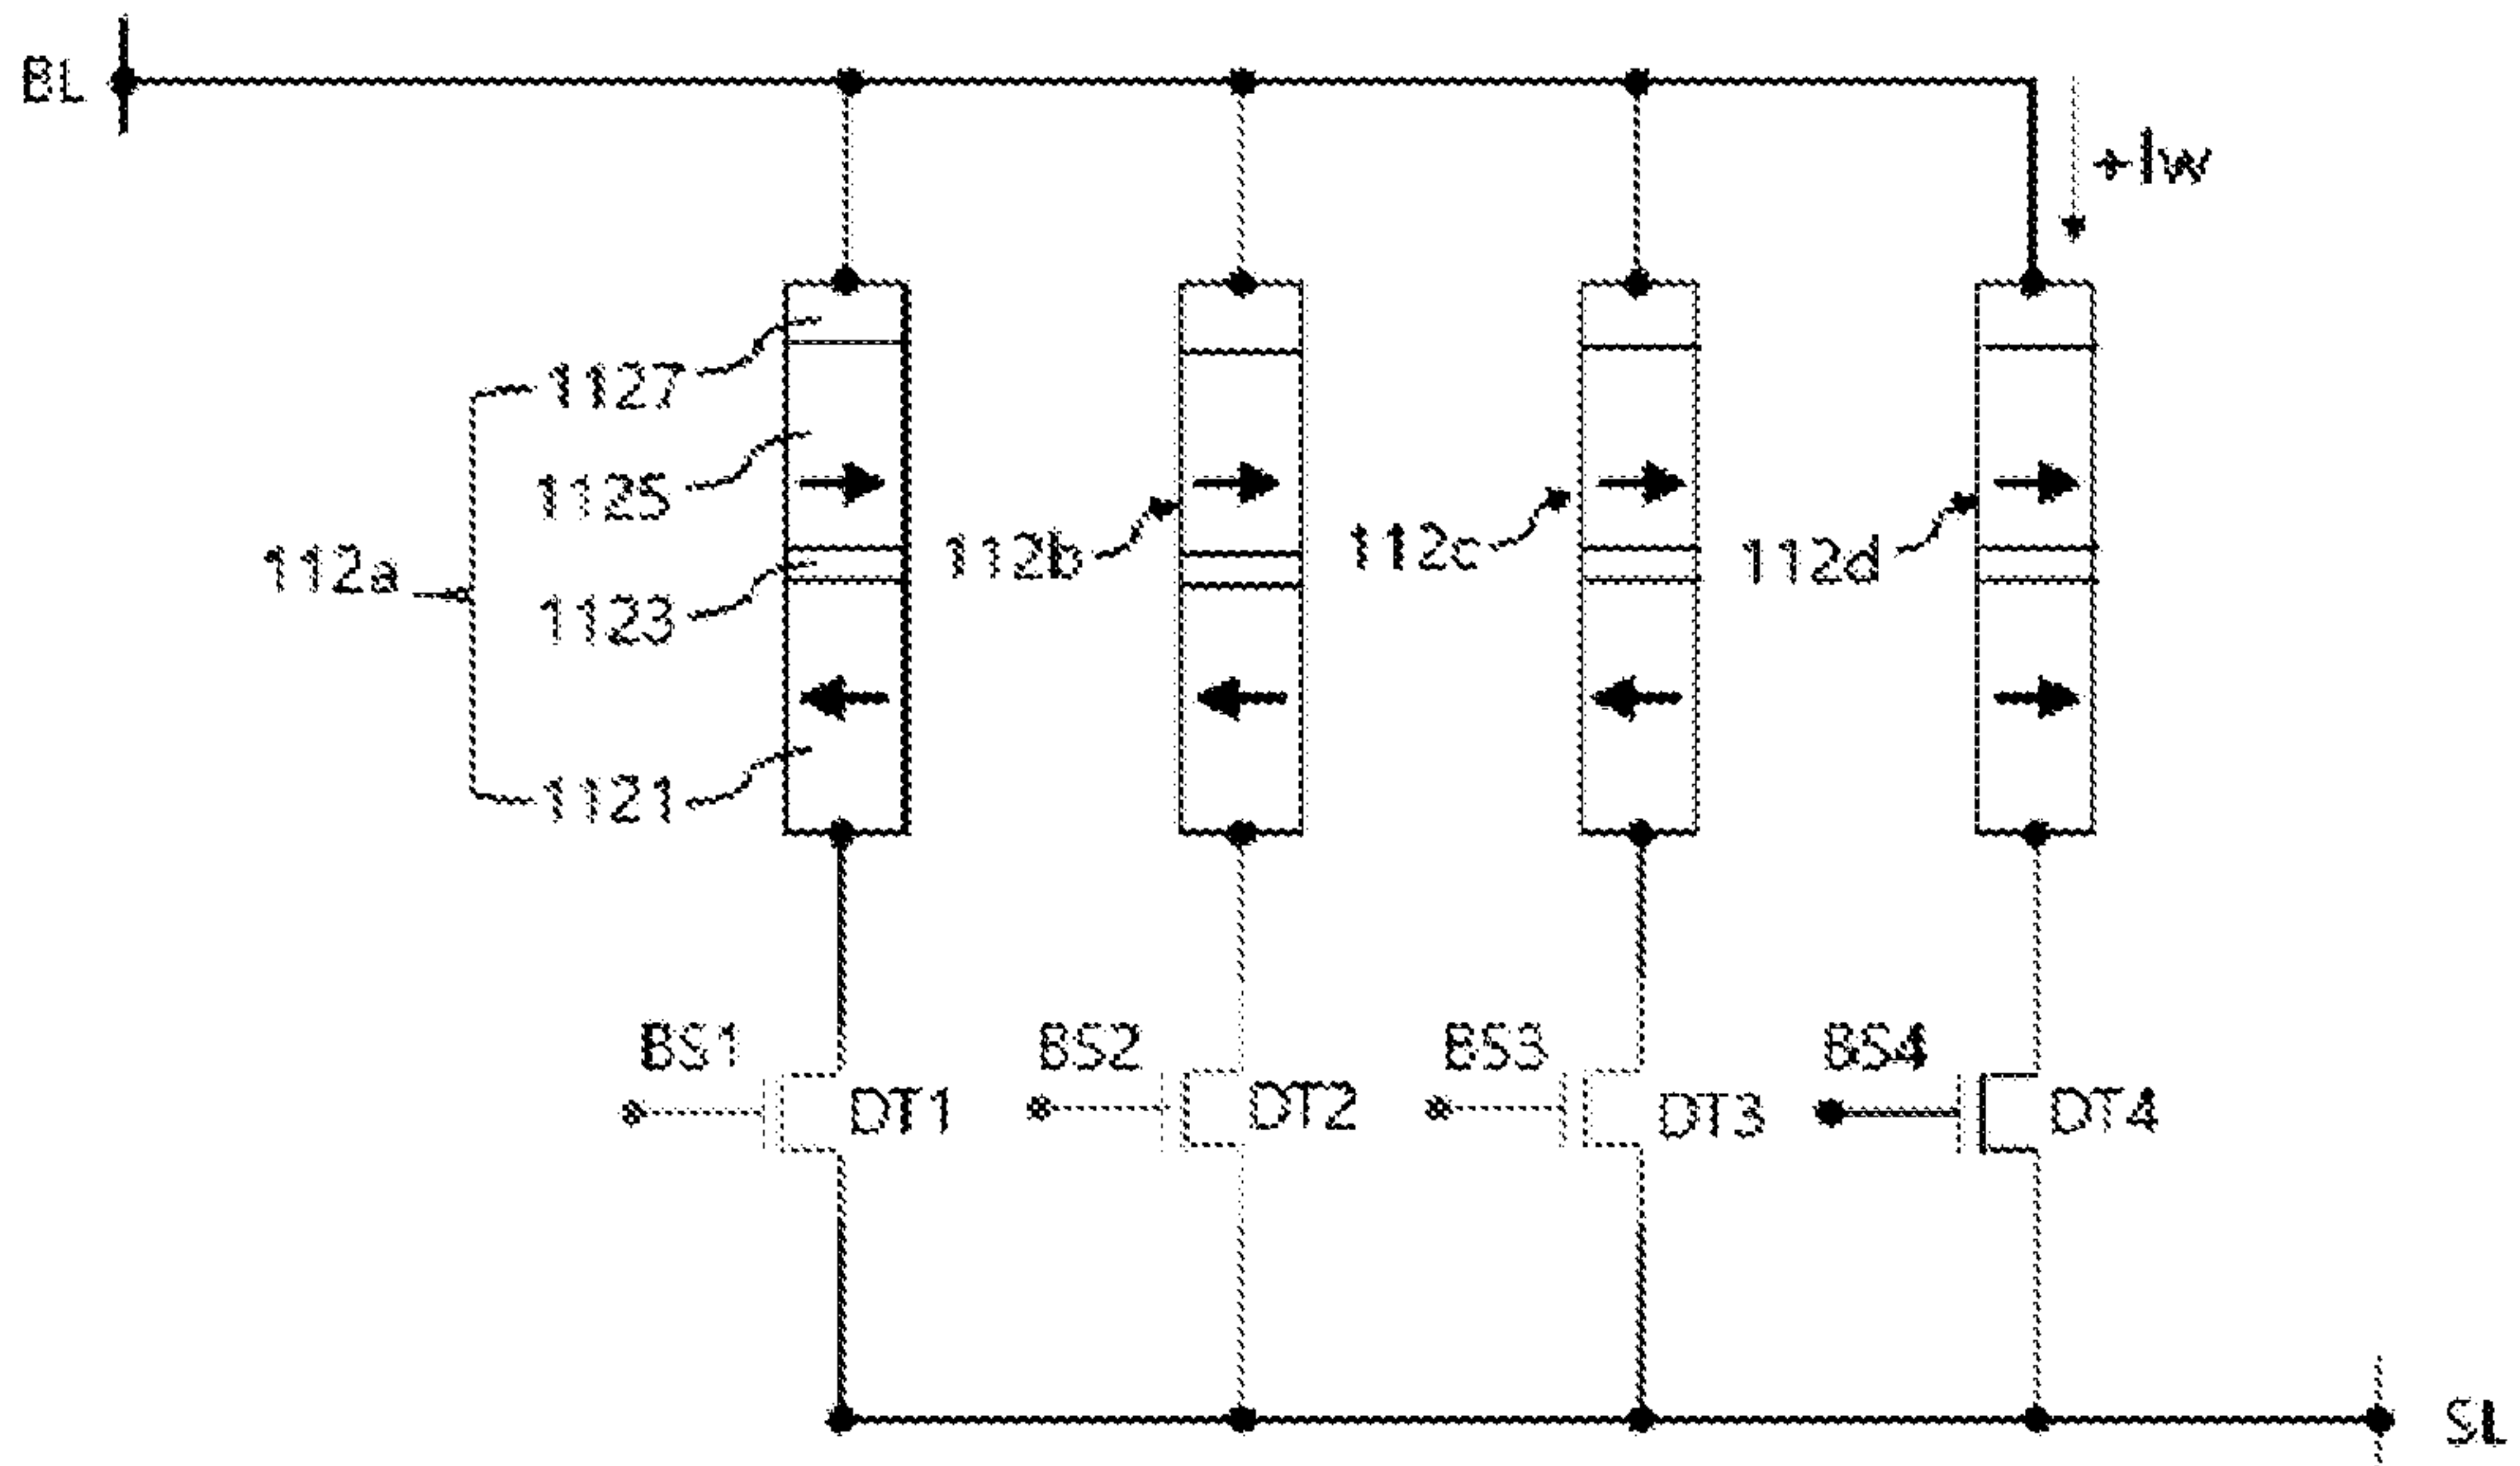 BL
+Iw
1127
1125
112a
112b
112c
112d
1123
1121
BS1
BS2
BS3
BS4
DT1
DT2
DT3
DT4
SL